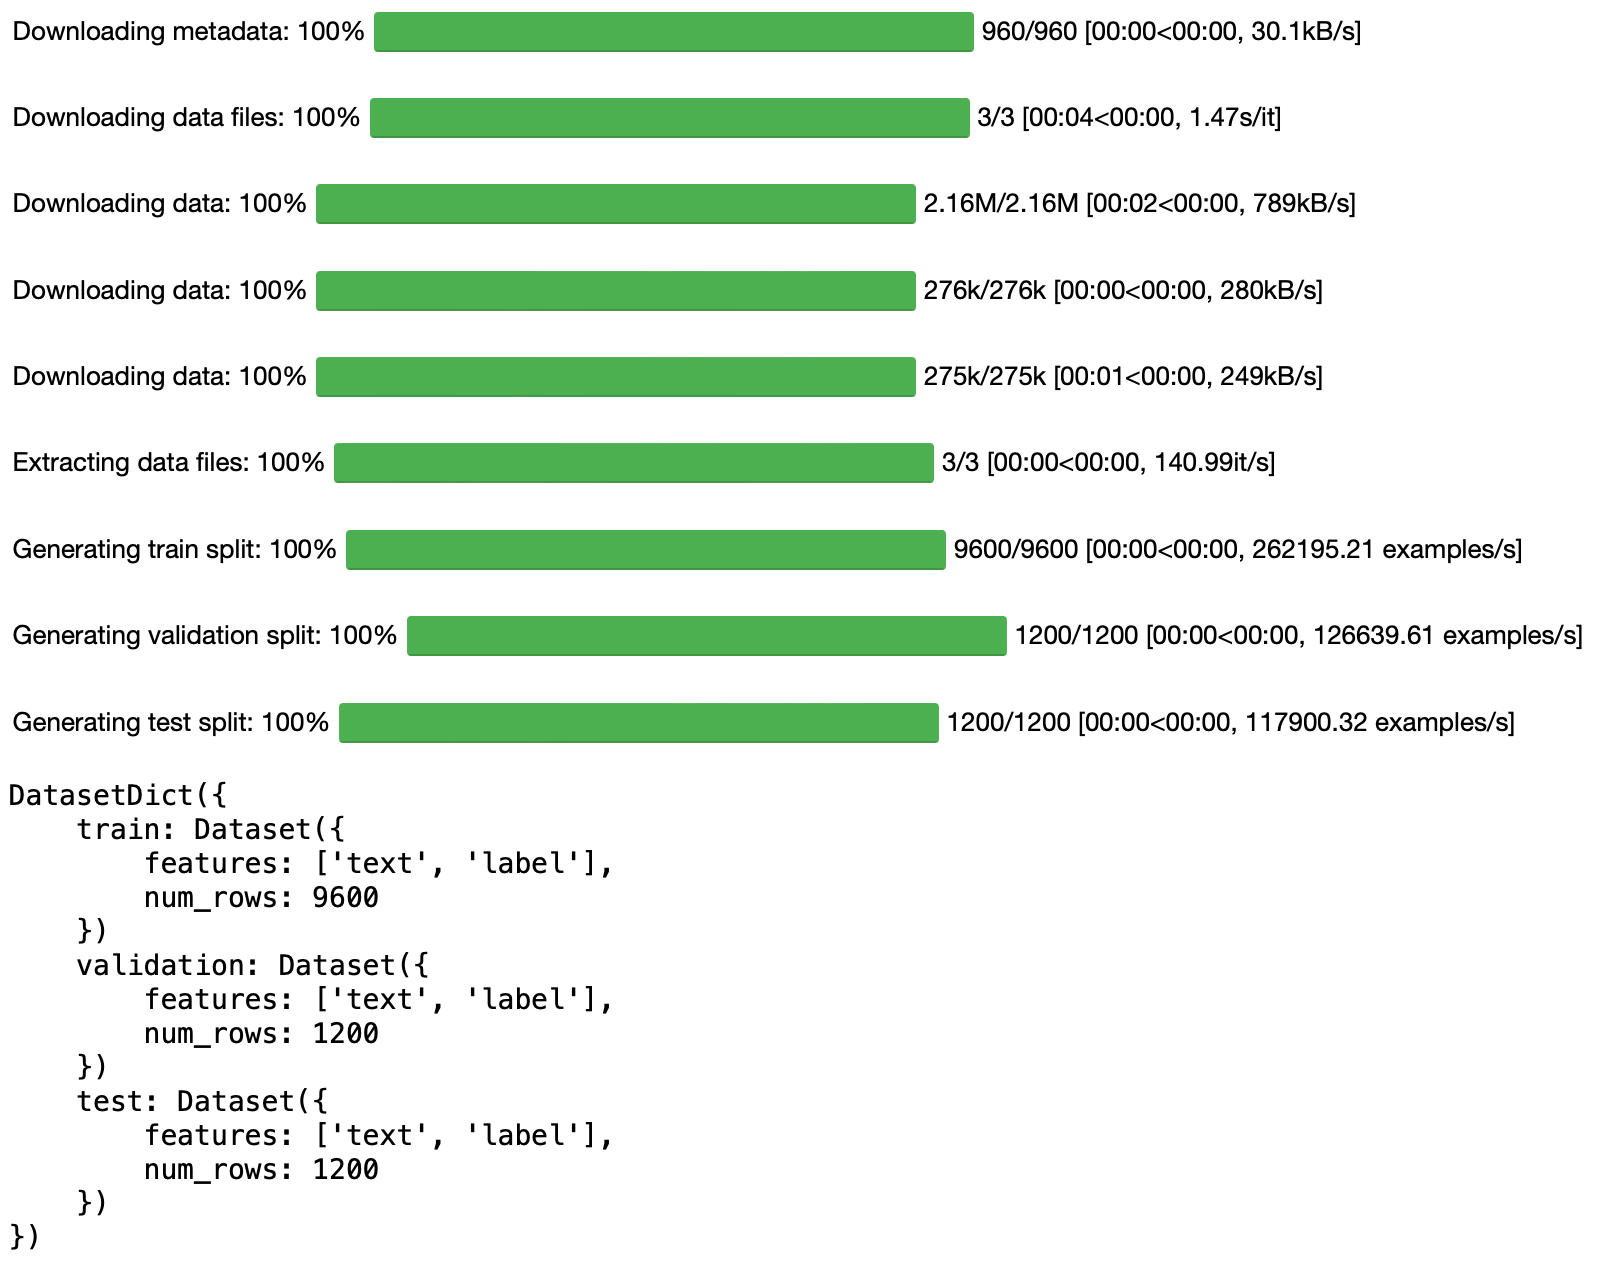 Downloading metadata: 100% 960/960 [00:00<00:00, 30.1kB/s]
Downloading data files: 100% 3/3 [00:04<00:00, 1.47s/it]
Downloading data: 100% 2.16M/2.16M [00:02<00:00, 789kB/s]
Downloading data: 100% 276k/276k [00:00<00:00, 280kB/s]
Downloading data: 100% 275k/275k [00:01<00:00, 249kB/s]
Extracting data files: 100% 3/3 [00:00<00:00, 140.99it/s]
Generating train split: 100% 9600/9600 [00:00<00:00, 262195.21 examples/s]
Generating validation split: 100% 1200/1200 [00:00<00:00, 126639.61 examples/s]
Generating test split: 100% 1200/1200 [00:00<00:00, 117900.32 examples/s]
DatasetDict({
    train: Dataset({
        features: ['text', 'label'],
        num_rows: 9600
    })
    validation: Dataset({
        features: ['text', 'label'],
        num_rows: 1200
    })
    test: Dataset({
        features: ['text', 'label'],
        num_rows: 1200
    })
})